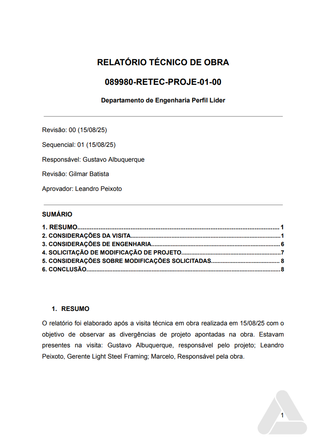 RELATÓRIO TÉCNICO DE OBRA
089980-RETEC-PROJE-01-00
Departamento de Engenharia Perfil Lider
Revisão: 00 (15/08/25)
Sequencial: 01 (15/08/25)
Responsável: Gustavo Albuquerque
Revisão: Gilmar Batista
Aprovador: Leandro Peixoto
SUMÁRIO
1. RESUMO.................................................................................................... 1
2. CONSIDERAÇÕES DA VISITA..................................................................1
3. CONSIDERAÇÕES DE ENGENHARIA...................................................... 6
4. SOLICITAÇÃO DE MODIFICAÇÃO DE PROJETO....................................7
5. CONSIDERAÇÕES SOBRE MODIFICAÇÕES SOLICITADAS.................. 8
6. CONCLUSÃO.............................................................................................. 8
1. RESUMO
O relatório foi elaborado após a visita técnica em obra realizada em 15/08/25 com o
objetivo de observar as divergências de projeto apontadas na obra. Estavam
presentes na visita: Gustavo Albuquerque, responsável pelo projeto; Leandro
Peixoto, Gerente Light Steel Framing; Marcelo, Responsável pela obra.
1